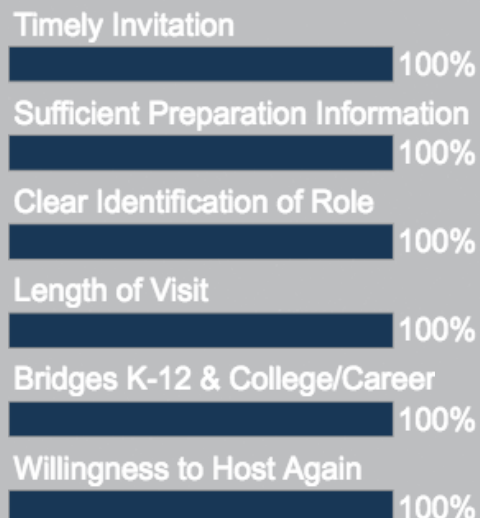 Timely Invitation
100%
Sufficient Preparation Information
100%
Clear Identification of Role
100%
Length of Visit
100%
Bridges K-12 & College/Career
100%
Willingness to Host Again
100%